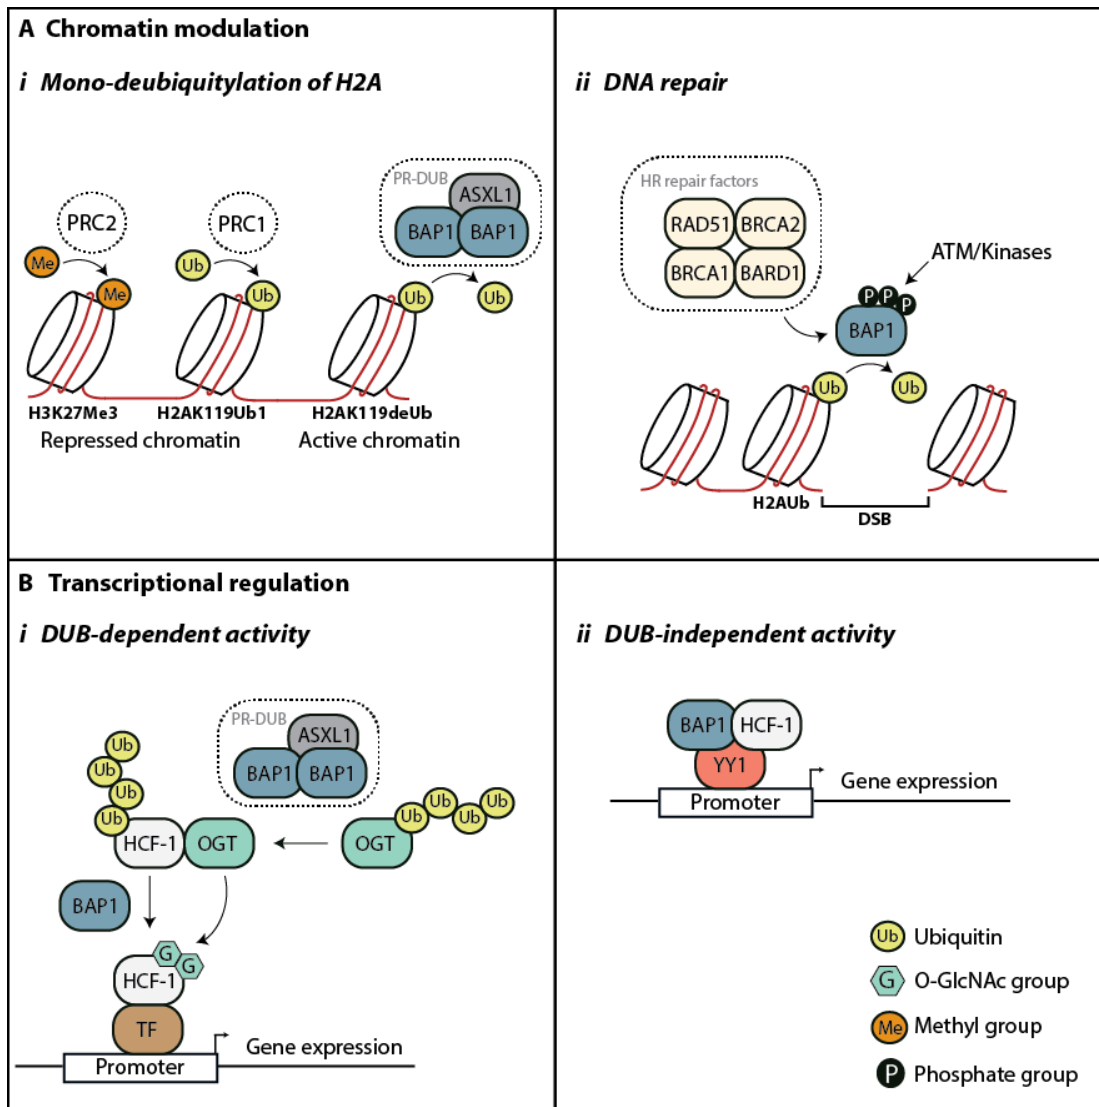 A Chromatin modulation
i Mono-deubiquitylation of H2A
PRC2
PRC1
PR-DUB
ASXL1
BAP1
BAP1
Me
Me
Ub
Ub
Ub
Ub
H3K27Me3
H2AK119Ub1
H2AK119deUb
Repressed chromatin
Active chromatin
ii DNA repair
HR repair factors
RAD51
BRCA2
BRCA1
BARD1
ATM/Kinases
P
P
P
BAP1
Ub
Ub
H2AUb
DSB
B Transcriptional regulation
i DUB-dependent activity
PR-DUB
ASXL1
BAP1
BAP1
Ub
Ub
Ub
Ub
HCF-1
OGT
OGT
Ub
Ub
Ub
Ub
BAP1
G
G
HCF-1
TF
Promoter
Gene expression
ii DUB-independent activity
BAP1
HCF-1
YY1
Promoter
Gene expression
Ub Ubiquitin
G O-GlcNAc group
Me Methyl group
P Phosphate group